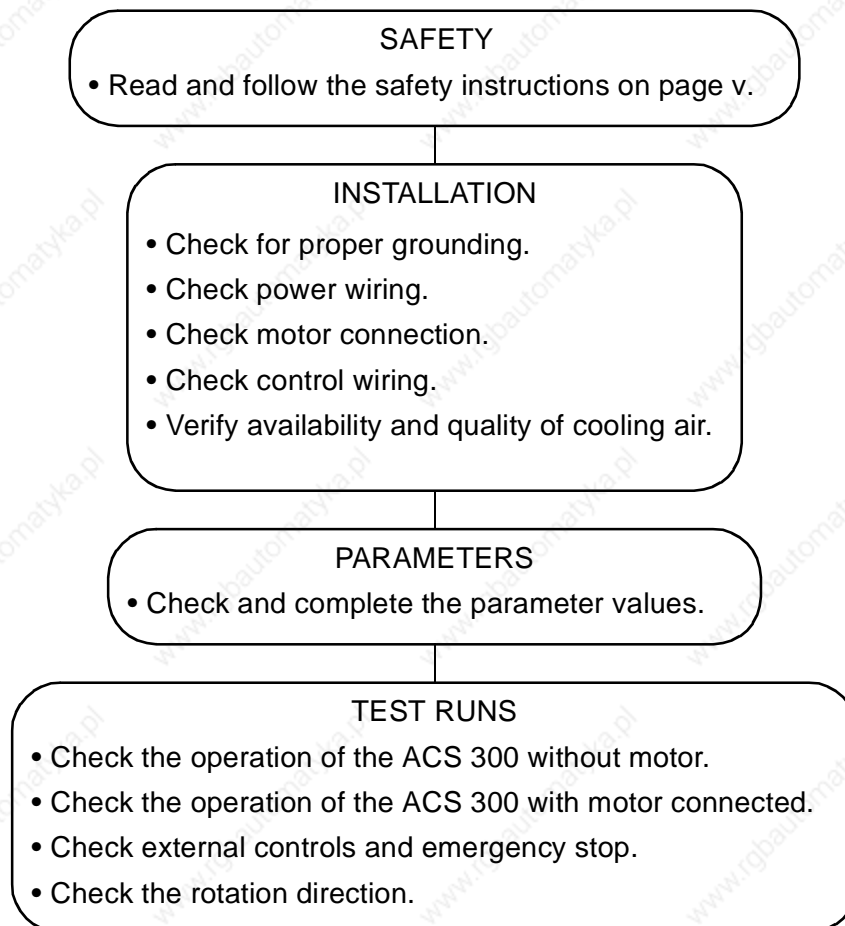 SAFETY
• Read and follow the safety instructions on page v.
INSTALLATION
• Check for proper grounding.
• Check power wiring.
• Check motor connection.
• Check control wiring.
• Verify availability and quality of cooling air.
PARAMETERS
• Check and complete the parameter values.
TEST RUNS
• Check the operation of the ACS 300 without motor.
• Check the operation of the ACS 300 with motor connected.
• Check external controls and emergency stop.
• Check the rotation direction.
www.rgbautomatyka.pl